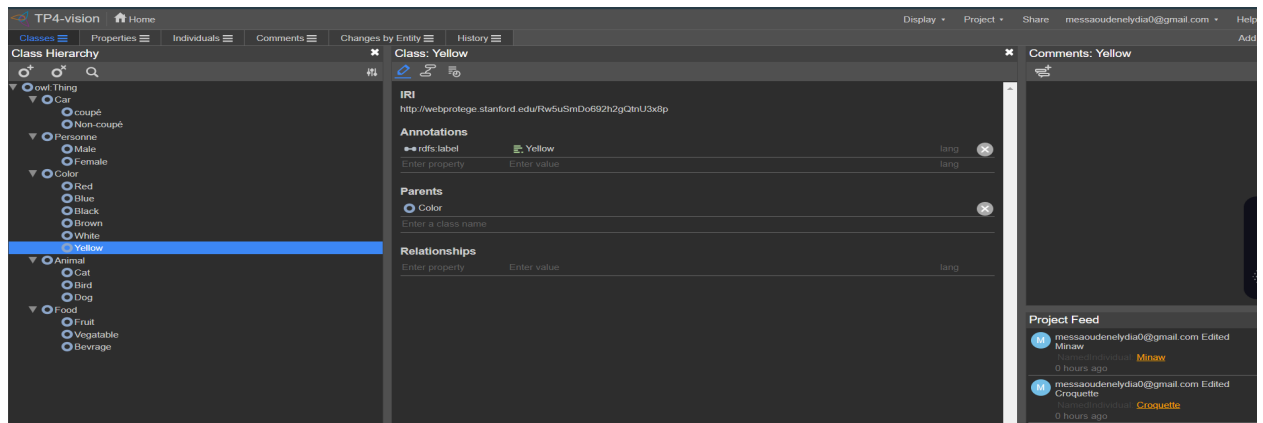 TP4-vision Home Display Project Share messaoudenelydia0@gmail.com Help
Classes Properties Individuals Comments Changes by Entity History Add
Class Hierarchy
owl:Thing
Car
coupé
Non-coupé
Personne
Male
Female
Color
Red
Blue
Black
Brown
White
Yellow
Animal
Cat
Bird
Dog
Food
Fruit
Vegatable
Bevrage
Class: Yellow
IRI
http://webprotege.stanford.edu/Rw5uSmDo692h2gQtnU3x8p
Annotations
rdfs:label Yellow lang
Enter property Enter value lang
Parents
Color
Enter a class name
Relationships
Enter property Enter value lang
Comments: Yellow
Project Feed
M messaoudenelydia0@gmail.com Edited
Minaw
NamedIndividual: Minaw
0 hours ago
M messaoudenelydia0@gmail.com Edited
Croquette
NamedIndividual: Croquette
0 hours ago